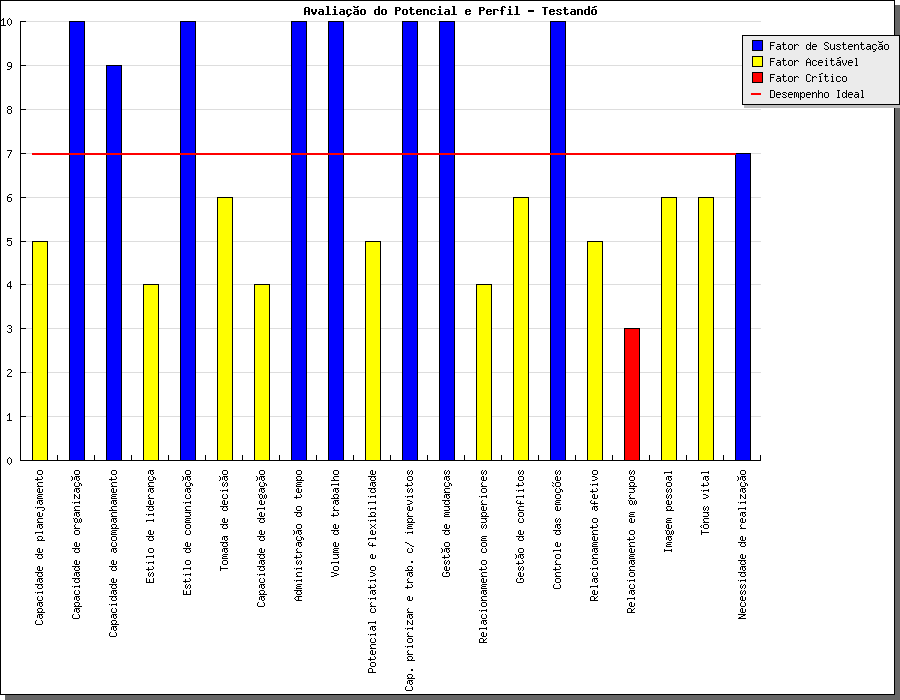 Avaliação do Potencial e Perfil - Testandó
Fator de Sustentação
Fator Aceitável
Fator Crítico
Desempenho Ideal
10
9
8
7
6
5
4
3
2
1
0
Capacidade de planejamento
Capacidade de organização
Capacidade de acompanhamento
Estilo de liderança
Estilo de comunicação
Tomada de decisão
Capacidade de delegação
Administração do tempo
Volume de trabalho
Potencial criativo e flexibilidade
Cap. priorizar e trab. c/ imprevistos
Gestão de mudanças
Relacionamento com superiores
Gestão de conflitos
Controle das emoções
Relacionamento afetivo
Relacionamento em grupos
Imagem pessoal
Tônus vital
Necessidade de realização